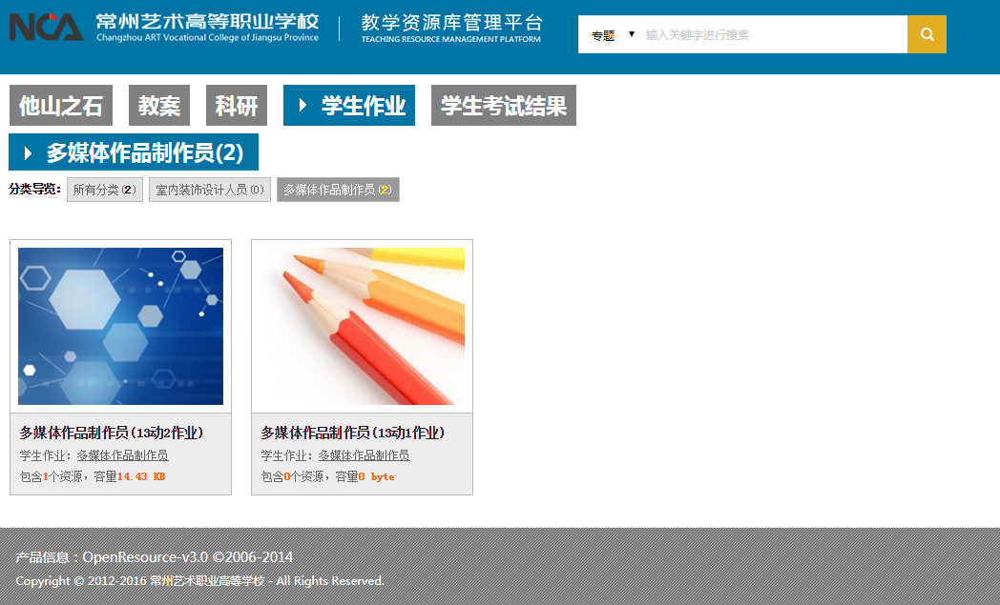 NCA 常州艺术高等职业学校 教学资源库管理平台
Changzhou ART Vocational College of Jiangsu Province TEACHING RESOURCE MANAGEMENT PLATFORM
专题 ▼ 输入关键字进行搜索
他山之石 教案 科研 学生作业 学生考试结果
多媒体作品制作员(2)
分类导览： 所有分类(2) 室内装饰设计人员(0) 多媒体作品制作员(2)
多媒体作品制作员(13动2作业)
学生作业：多媒体作品制作员
包含1个资源，容量14.43 KB
多媒体作品制作员(13动1作业)
学生作业：多媒体作品制作员
包含0个资源，容量0 byte
产品信息：OpenResource-v3.0 ©2006-2014
Copyright © 2012-2016 常州艺术职业高等学校 - All Rights Reserved.